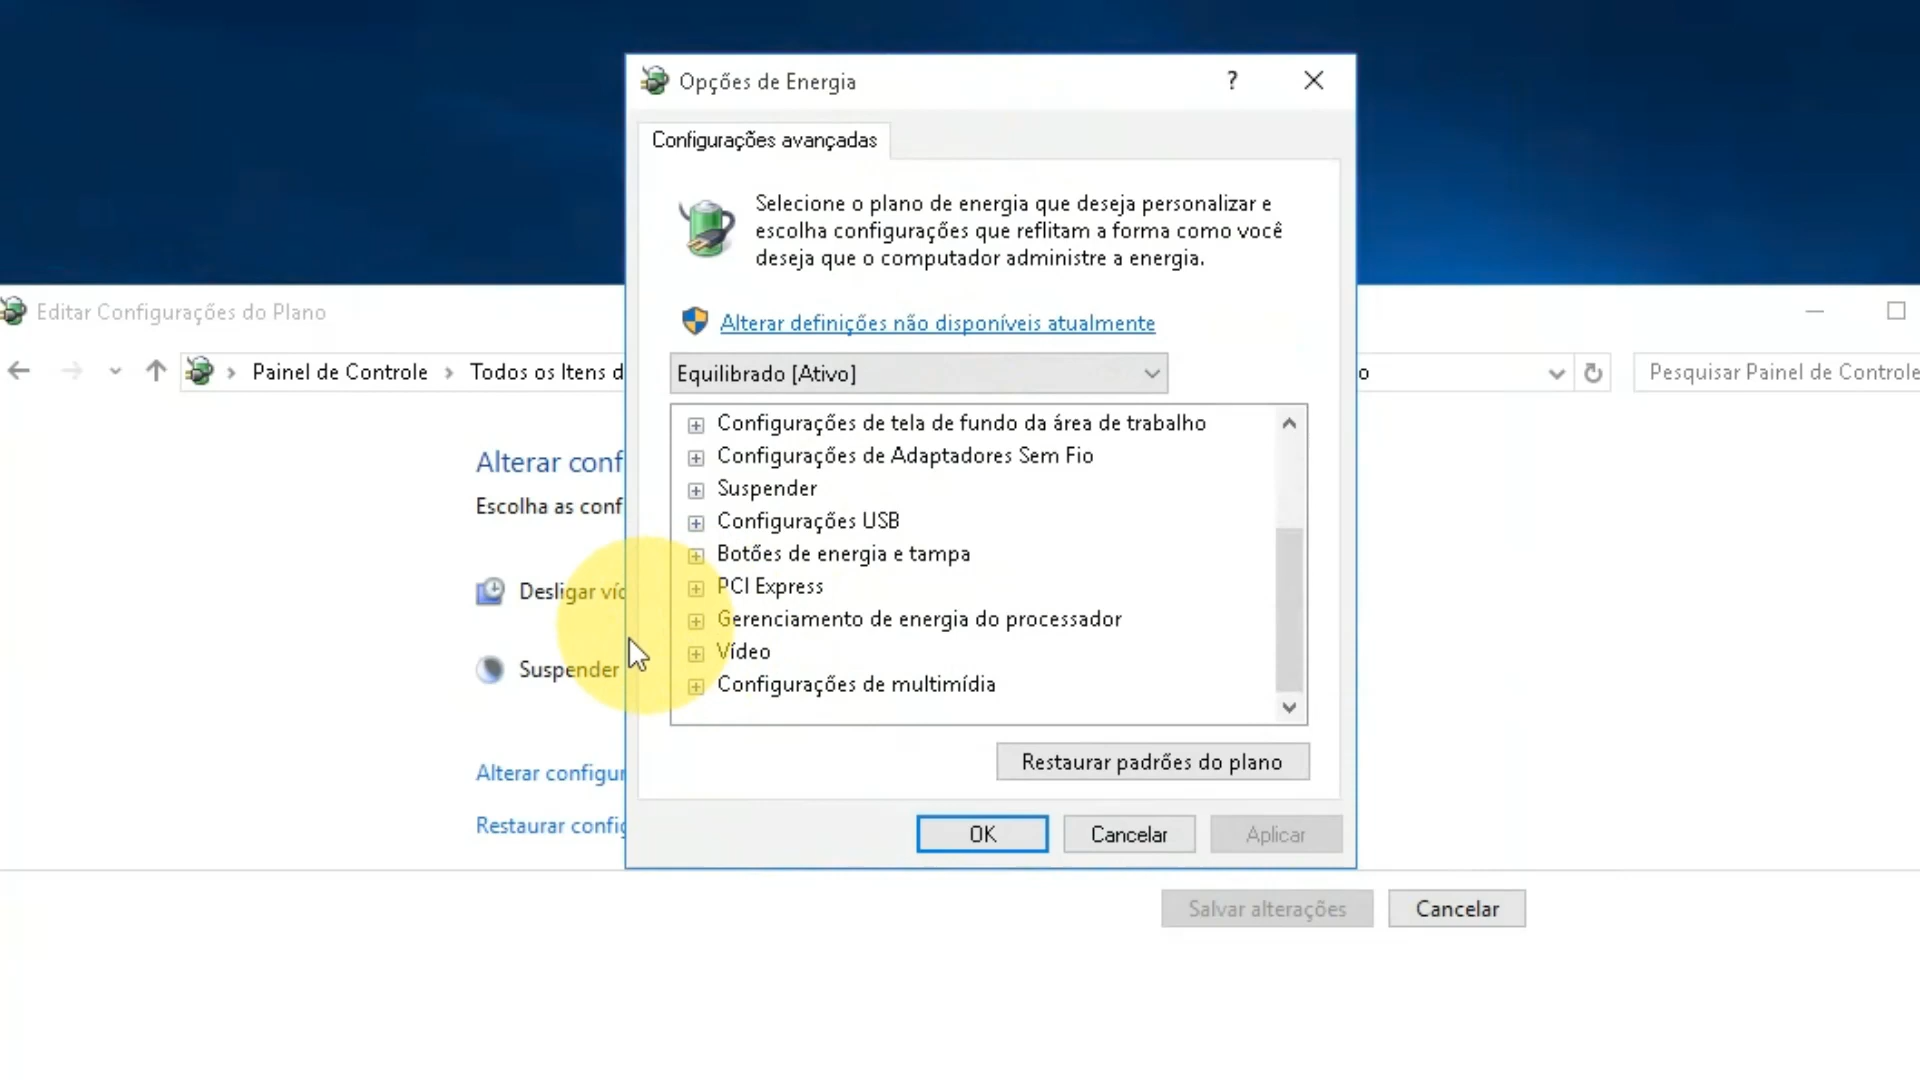 Opções de Energia
?
Configurações avançadas
Selecione o plano de energia que deseja personalizar e
escolha configurações que reflitam a forma como você
deseja que o computador administre a energia.
Alterar definições não disponíveis atualmente
Equilibrado [Ativo]
Configurações de tela de fundo da área de trabalho
Configurações de Adaptadores Sem Fio
Suspender
Configurações USB
Botões de energia e tampa
PCI Express
Gerenciamento de energia do processador
Vídeo
Configurações de multimídia
Restaurar padrões do plano
OK
Cancelar
Aplicar
Editar Configurações do Plano
Painel de Controle › Todos os Itens d
o
Pesquisar Painel de Controle
Alterar conf
Escolha as conf
Desligar víd
Suspender
Alterar configur
Restaurar config
Salvar alterações
Cancelar